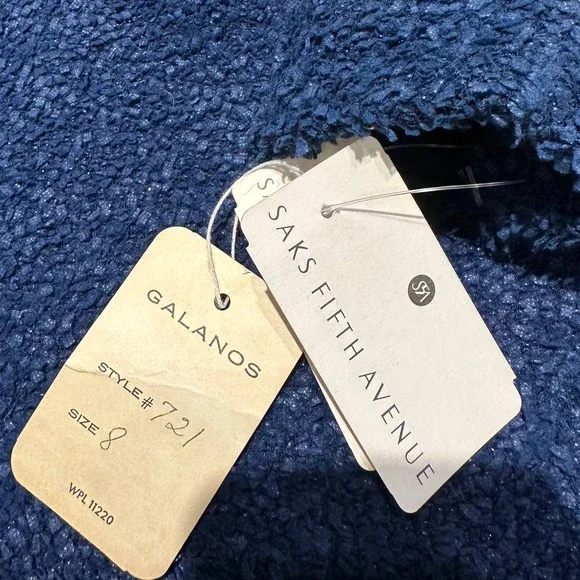 GALANOS
STYLE # 721
SIZE 8
WPL 11220
S
SAKS FIFTH AVENUE